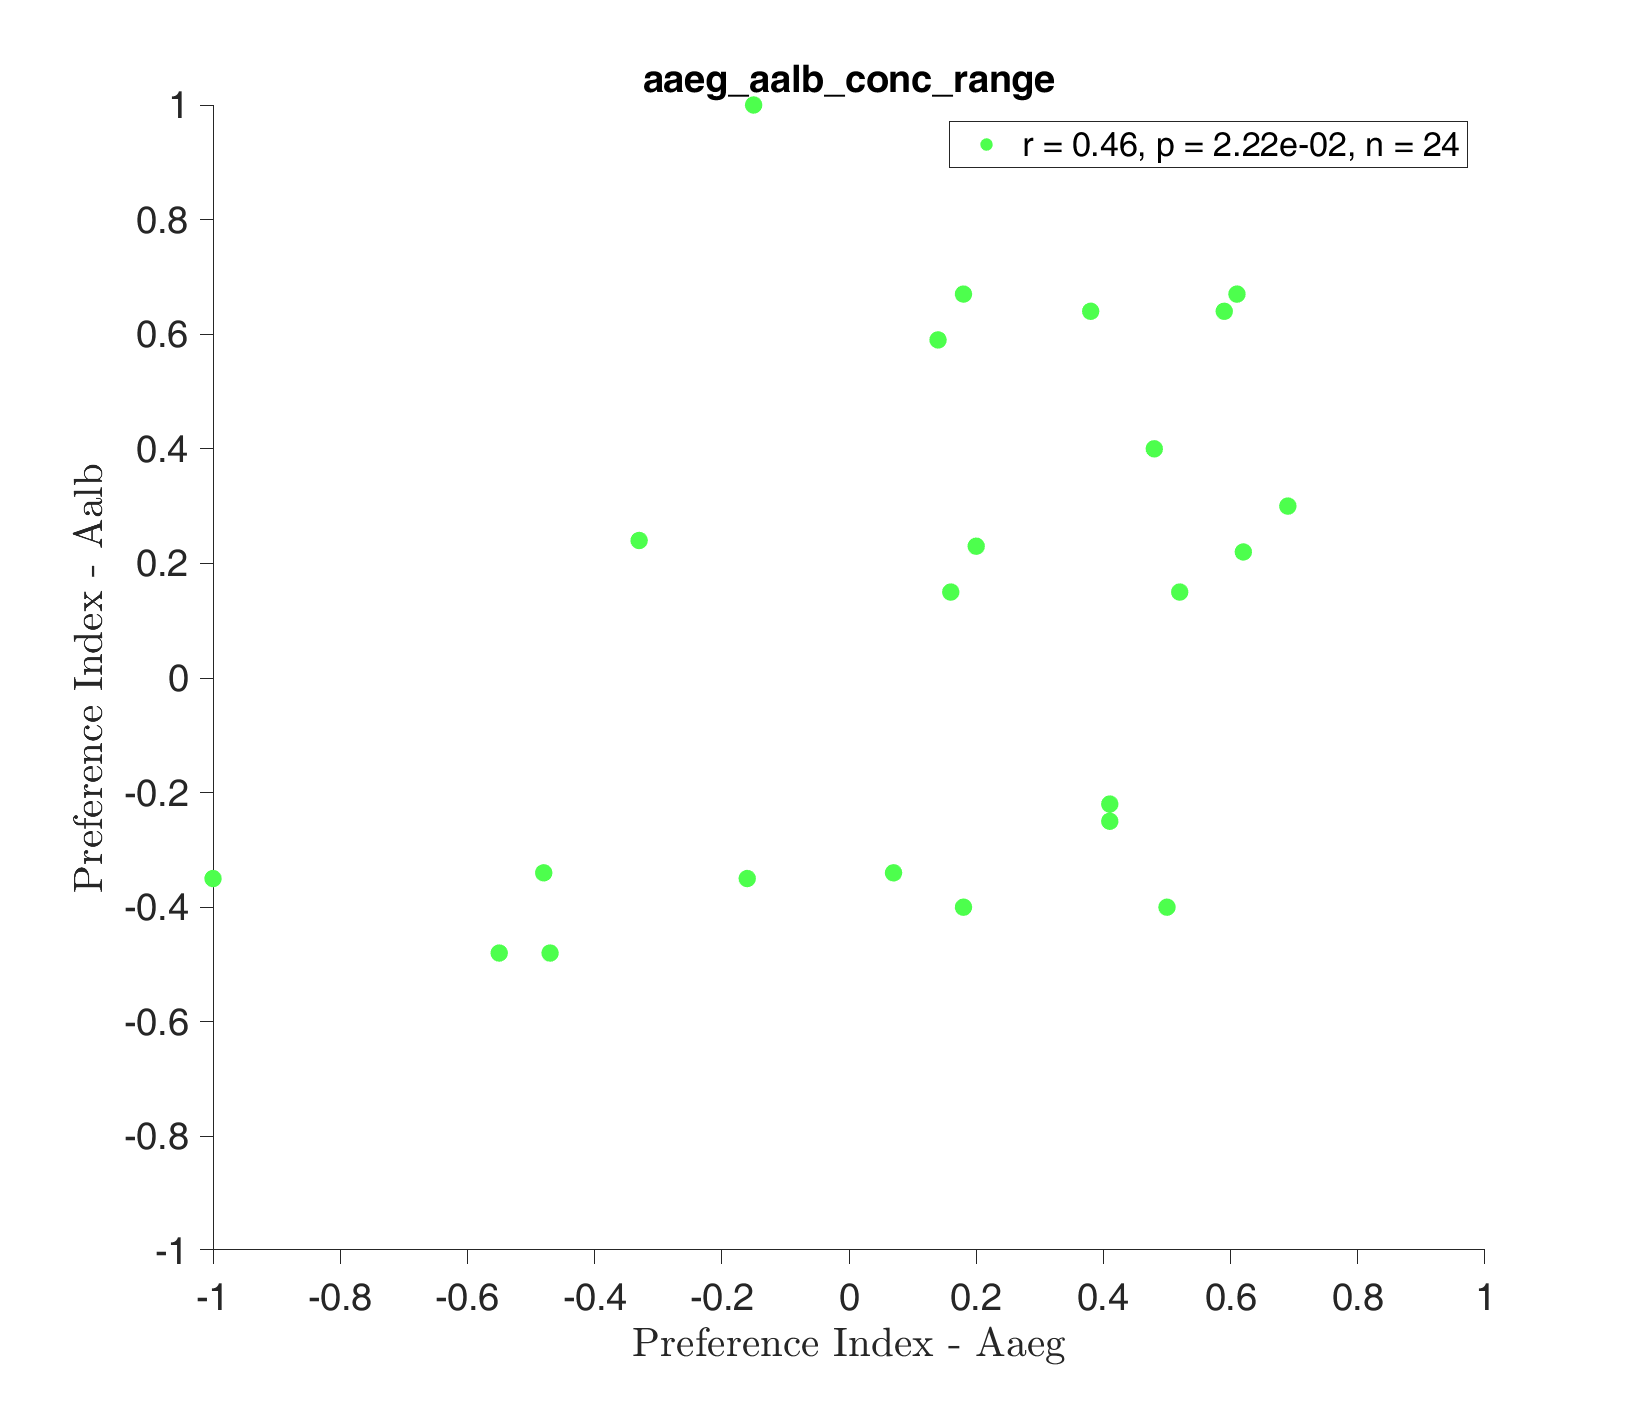 aaeg_aalb_conc_range
r = 0.46, p = 2.22e-02, n = 24
1
0.8
0.6
0.4
0.2
0
-0.2
-0.4
-0.6
-0.8
-1
Preference Index - Aalb
-1 -0.8 -0.6 -0.4 -0.2 0 0.2 0.4 0.6 0.8 1
Preference Index - Aaeg